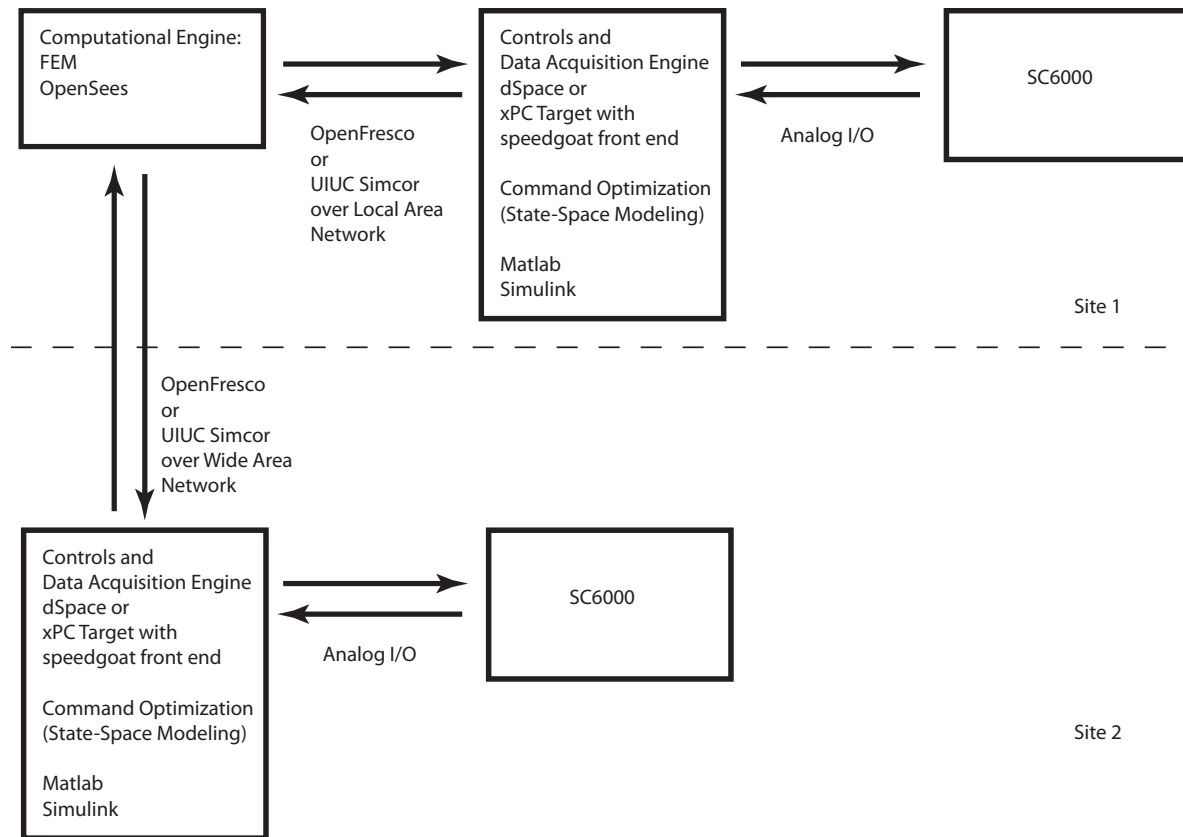 Computational Engine:
FEM
OpenSees
OpenFresco
or
UIUC Simcor
over Local Area
Network
Controls and
Data Acquisition Engine
dSpace or
xPC Target with
speedgoat front end
Command Optimization
(State-Space Modeling)
Matlab
Simulink
Analog I/O
SC6000
Site 1
OpenFresco
or
UIUC Simcor
over Wide Area
Network
Controls and
Data Acquisition Engine
dSpace or
xPC Target with
speedgoat front end
Command Optimization
(State-Space Modeling)
Matlab
Simulink
Analog I/O
SC6000
Site 2